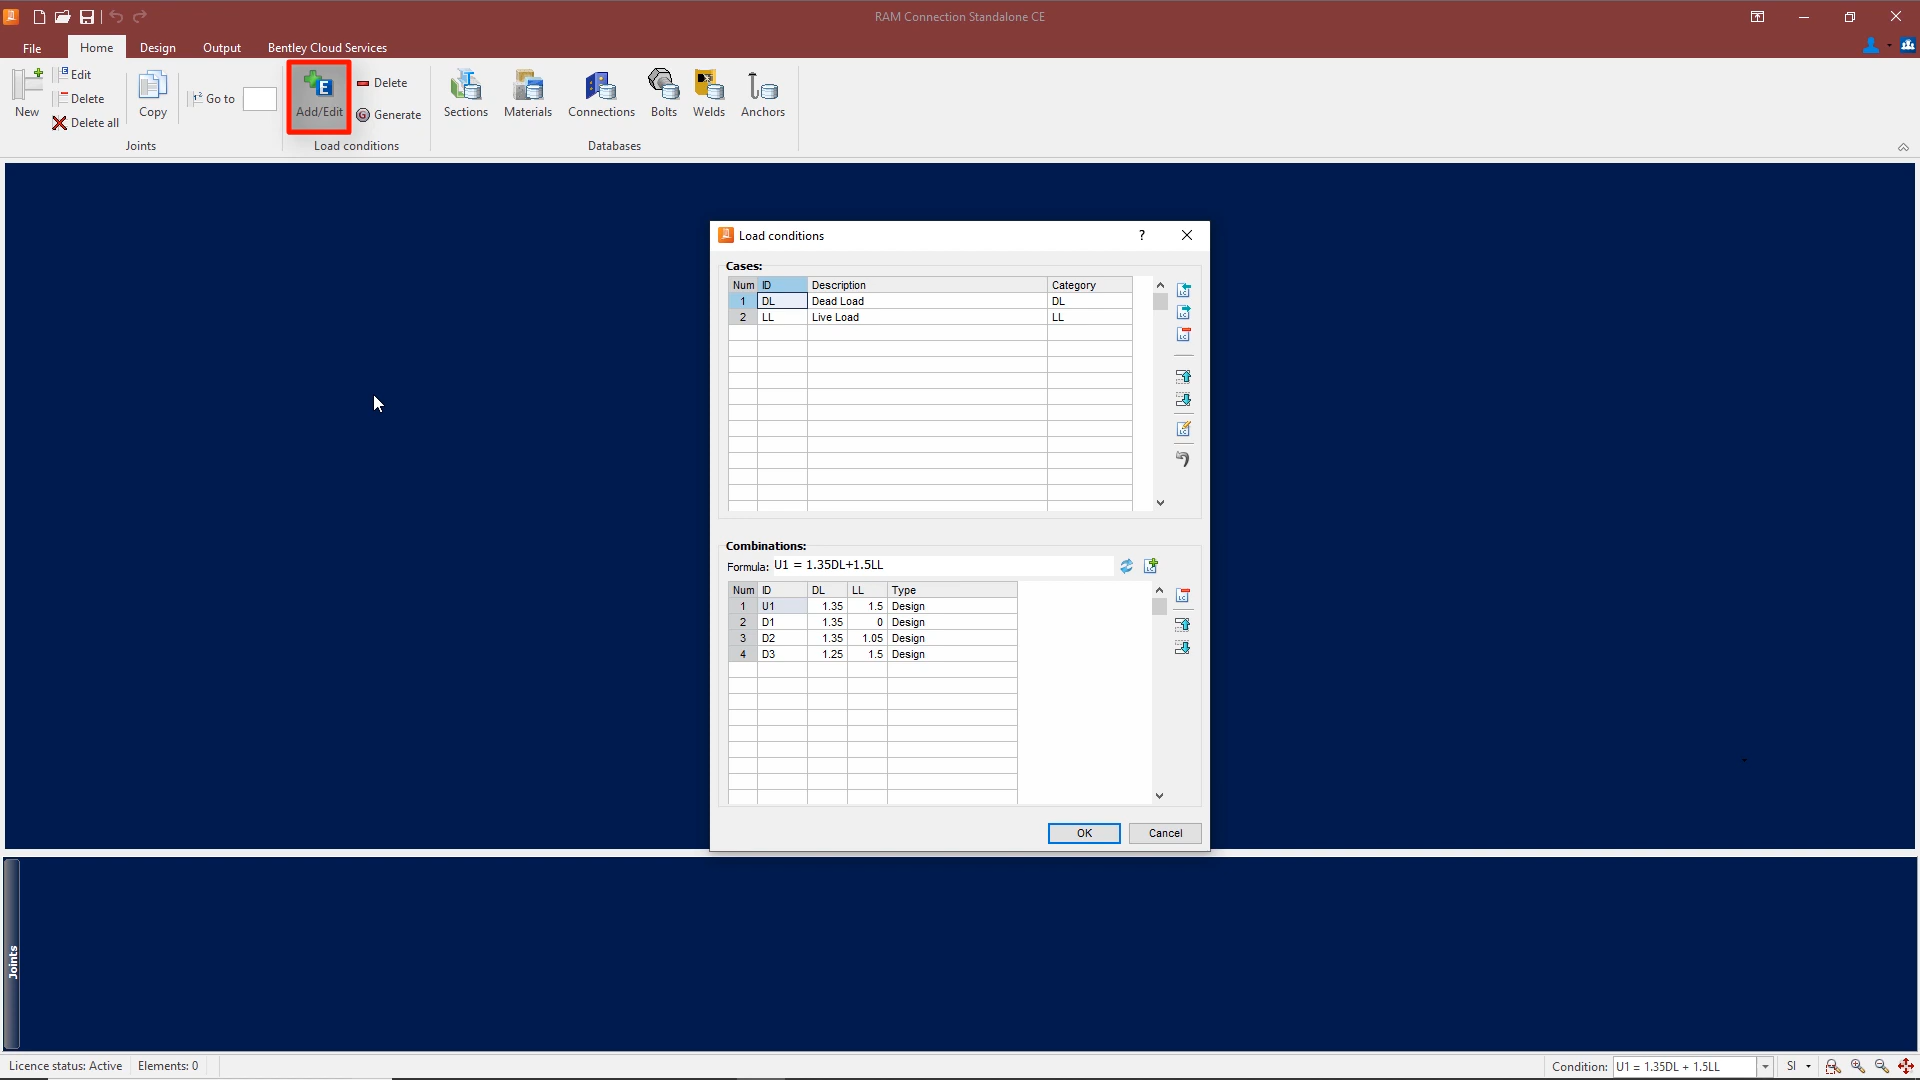 RAM Connection Standalone CE
File Home Design Output Bentley Cloud Services
New Edit Delete Delete all Copy Go to Add/Edit Delete Generate Sections Materials Connections Bolts Welds Anchors
Joints Load conditions Databases
Load conditions ?
Cases:
Num ID Description Category
1 DL Dead Load DL
2 LL Live Load LL
Combinations:
Formula: U1 = 1.35DL+1.5LL
Num ID DL LL Type
1 U1 1.35 1.5 Design
2 D1 1.35 0 Design
3 D2 1.35 1.05 Design
4 D3 1.25 1.5 Design
OK Cancel
Joints
Licence status: Active Elements: 0 Condition: U1 = 1.35DL + 1.5LL SI